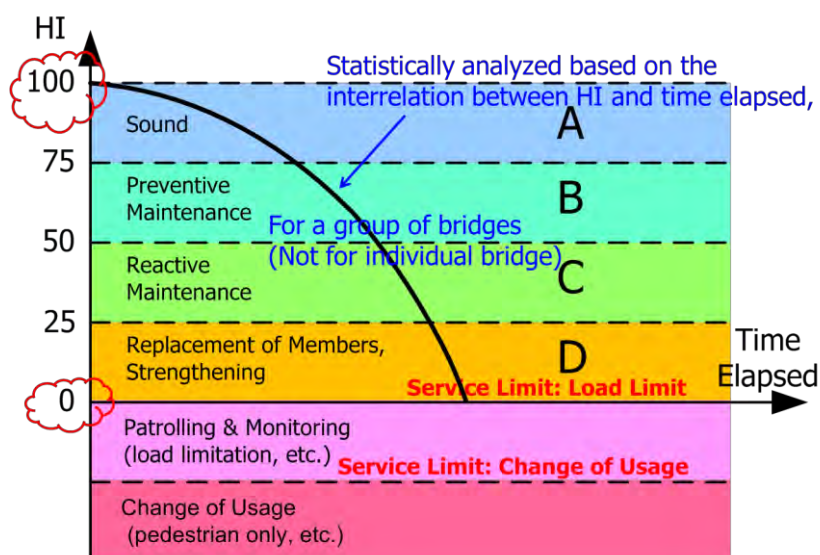 HI
100
Statistically analyzed based on the
interrelation between HI and time elapsed,
Sound
A
75
Preventive
Maintenance
B
For a group of bridges
(Not for individual bridge)
50
Reactive
Maintenance
C
25
Replacement of Members,
Strengthening
D
Time
Elapsed
Service Limit: Load Limit
0
Patrolling & Monitoring
(load limitation, etc.)
Service Limit: Change of Usage
Change of Usage
(pedestrian only, etc.)